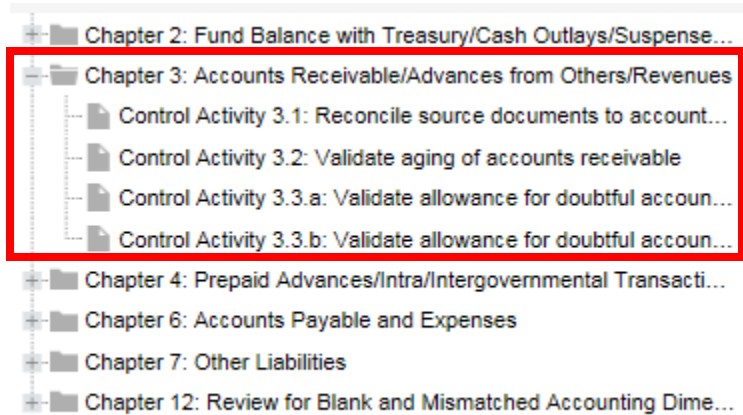 Chapter 2: Fund Balance with Treasury/Cash Outlays/Suspense...
Chapter 3: Accounts Receivable/Advances from Others/Revenues
Control Activity 3.1: Reconcile source documents to account...
Control Activity 3.2: Validate aging of accounts receivable
Control Activity 3.3.a: Validate allowance for doubtful accoun...
Control Activity 3.3.b: Validate allowance for doubtful accoun...
Chapter 4: Prepaid Advances/Intra/Intergovernmental Transacti...
Chapter 6: Accounts Payable and Expenses
Chapter 7: Other Liabilities
Chapter 12: Review for Blank and Mismatched Accounting Dime...